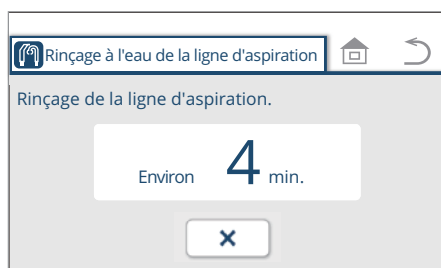 Rinçage à l'eau de la ligne d'aspiration
Rinçage de la ligne d'aspiration.
Environ 4 min.